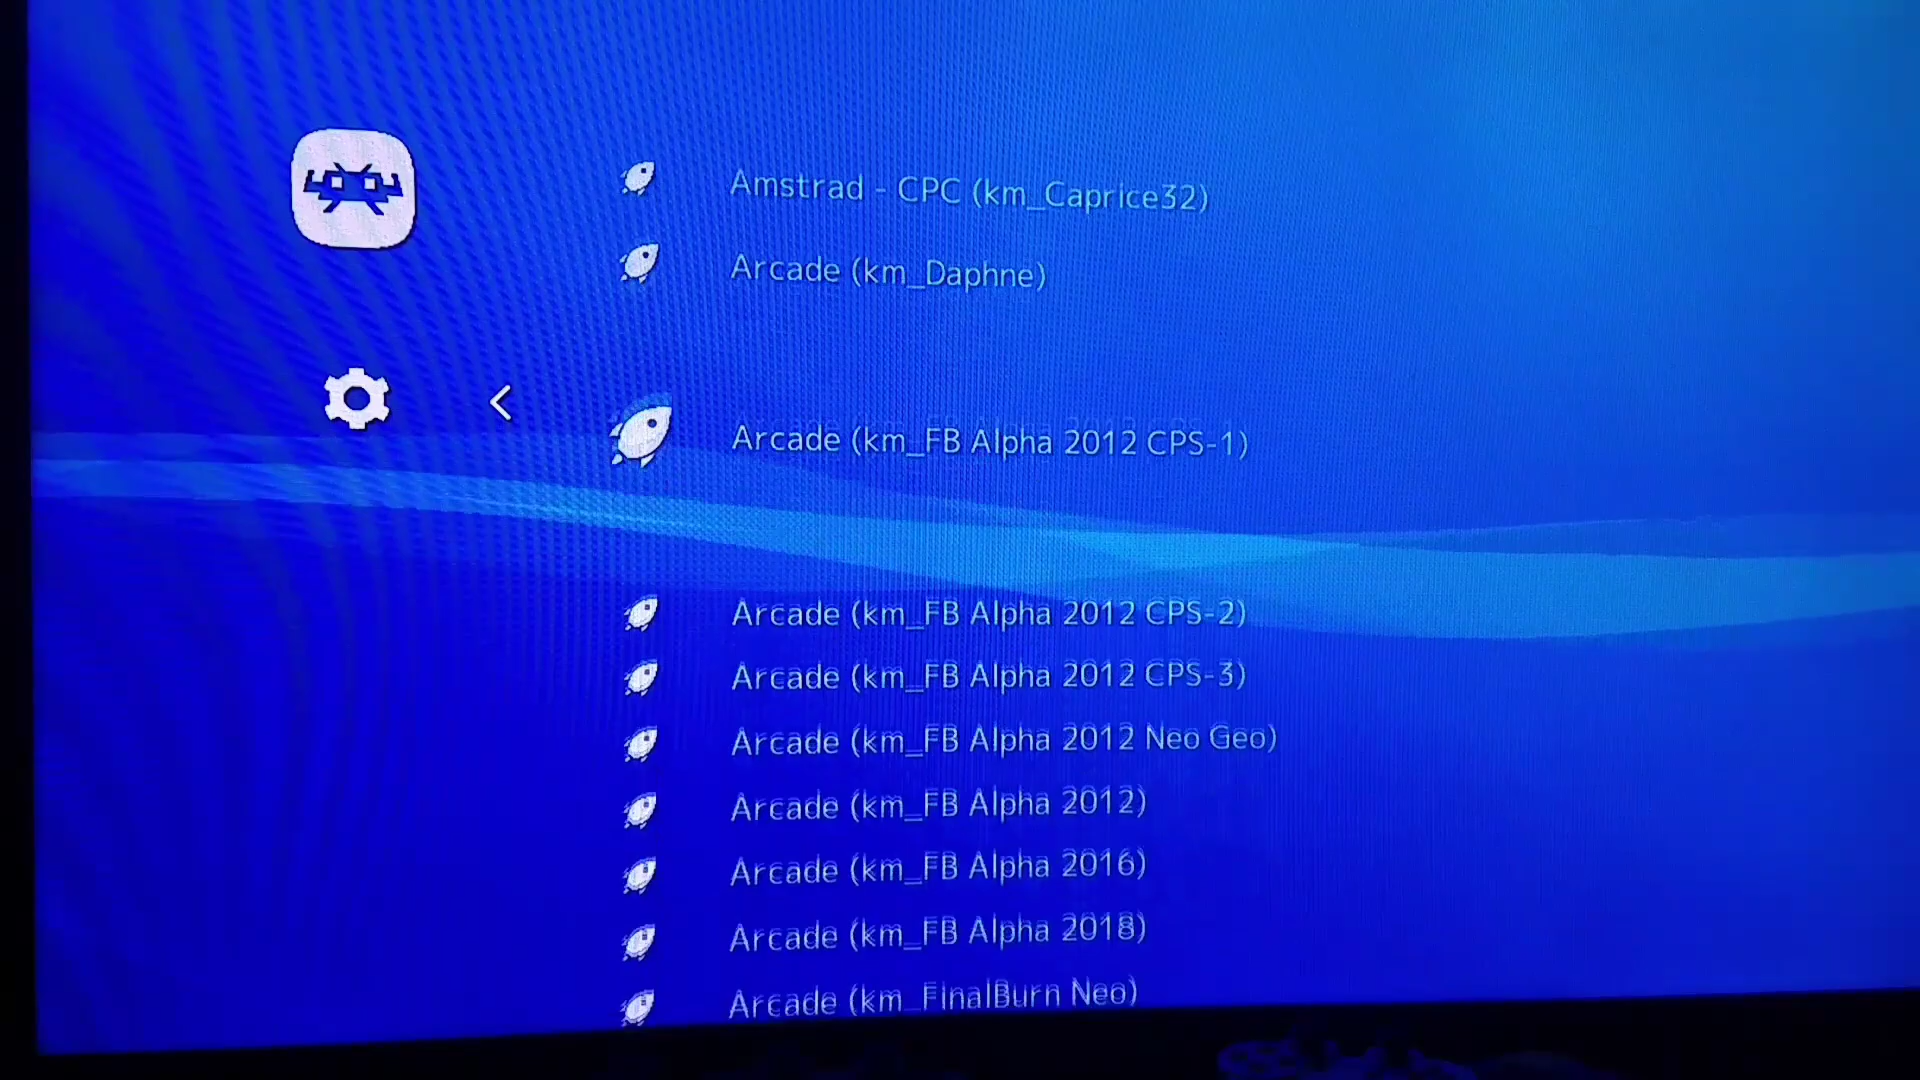 Amstrad - CPC (km_Caprice32)
Arcade (km_Daphne)
Arcade (km_FB Alpha 2012 CPS-1)
Arcade (km_FB Alpha 2012 CPS-2)
Arcade (km_FB Alpha 2012 CPS-3)
Arcade (km_FB Alpha 2012 Neo Geo)
Arcade (km_FB Alpha 2012)
Arcade (km_FB Alpha 2016)
Arcade (km_FB Alpha 2018)
Arcade (km_FinalBurn Neo)